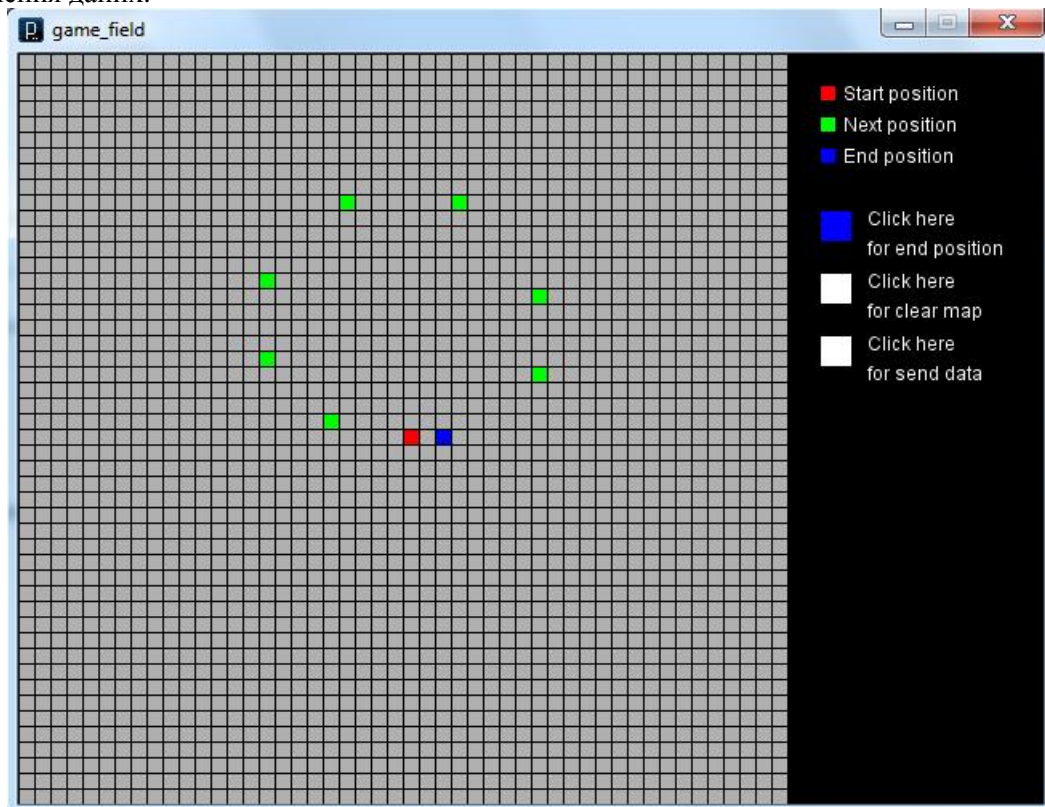 даних.
game_field
Start position
Next position
End position
Click here
for end position
Click here
for clear map
Click here
for send data